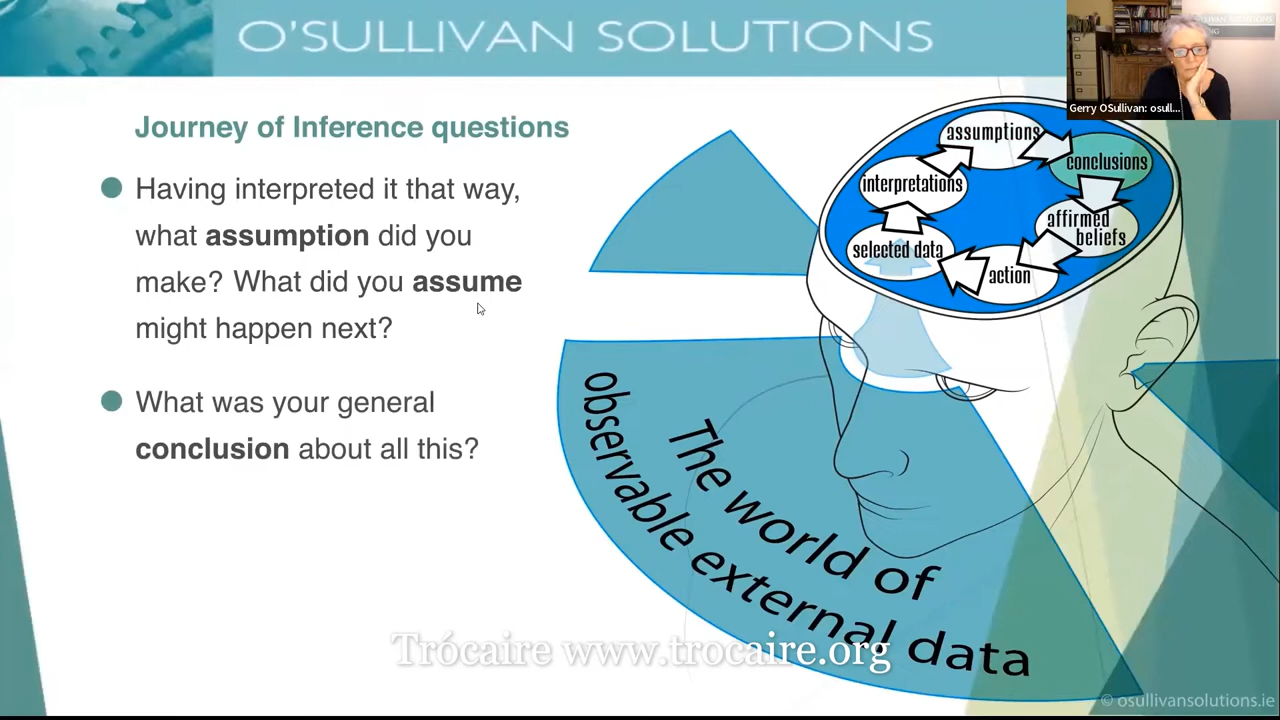 O'SULLIVAN SOLUTIONS
Gerry OSullivan: osull...
Journey of Inference questions
Having interpreted it that way,
what assumption did you
make? What did you assume
might happen next?
What was your general
conclusion about all this?
assumptions
conclusions
interpretations
affirmed
beliefs
selected data
action
The world of
observable external data
Trócaire www.trocaire.org
© osullivansolutions.ie